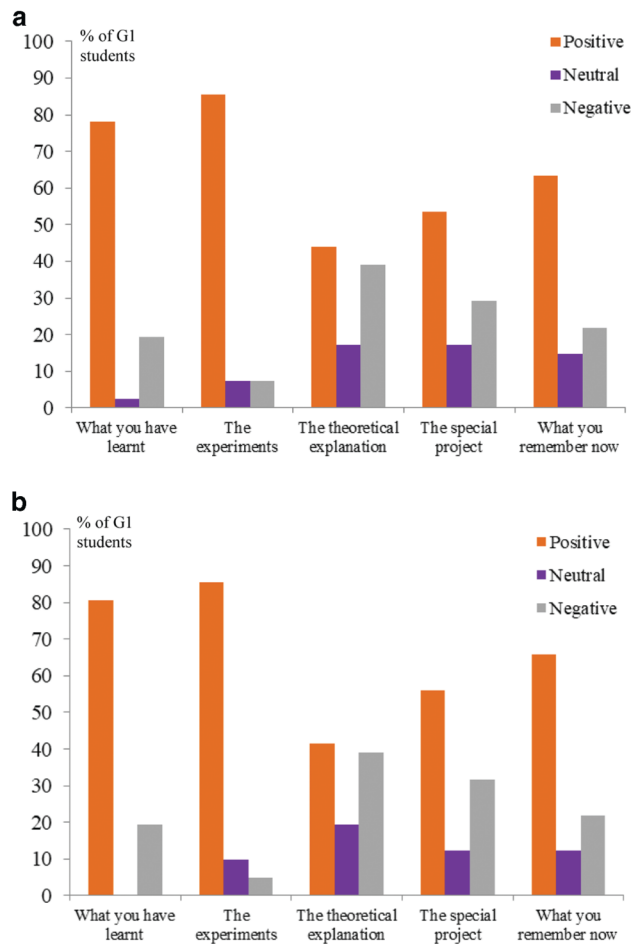 a
% of G1
students
100
90
80
70
60
50
40
30
20
10
0
Positive
Neutral
Negative
What you have
learnt
The
experiments
The theoretical
explanation
The special
project
What you
remember now
b
% of G1
students
100
90
80
70
60
50
40
30
20
10
0
Positive
Neutral
Negative
What you have
learnt
The
experiments
The theoretical
explanation
The special
project
What you
remember now